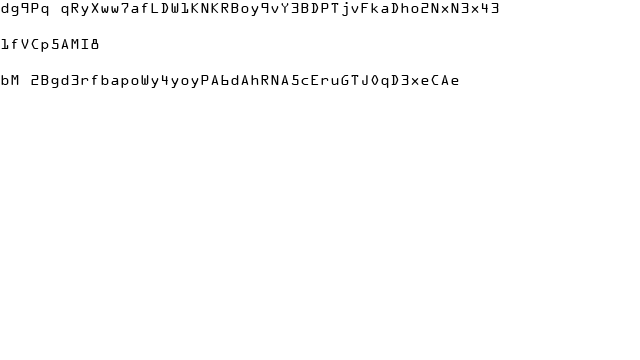 dg9Pq qRyXww7afLDW1KNKRBoy9vY3BDPTjvFkaDho2NxN3x43
1fVCp5AMI8
bM 2Bgd3rfbapoWy4yoyPA6dAhRNA5cEruGTJ0qD3xeCAe